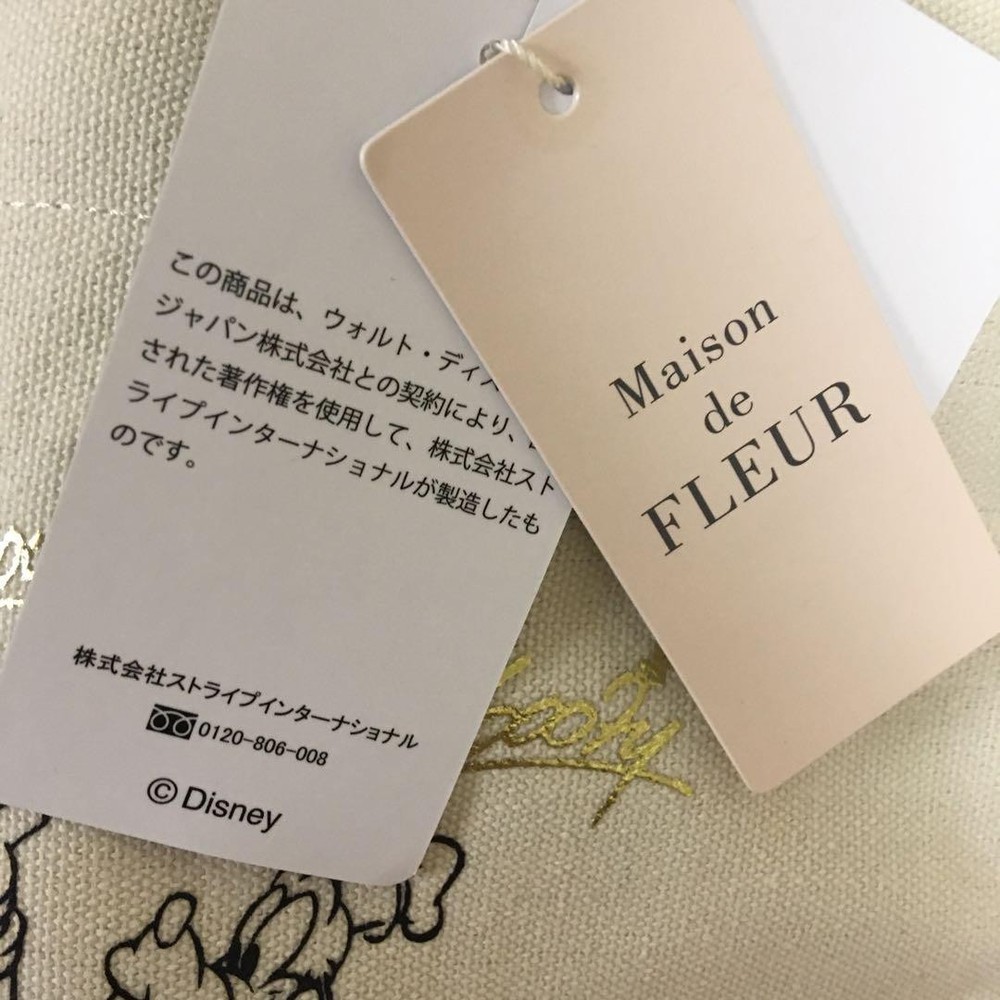 この商品は、ウォルト・ディズ
ジャパン株式会社との契約により、
された著作権を使用して、株式会社スト
ライプインターナショナルが製造したも
のです。
株式会社ストライプインターナショナル
0120-806-008
© Disney
Maison
de
FLEUR